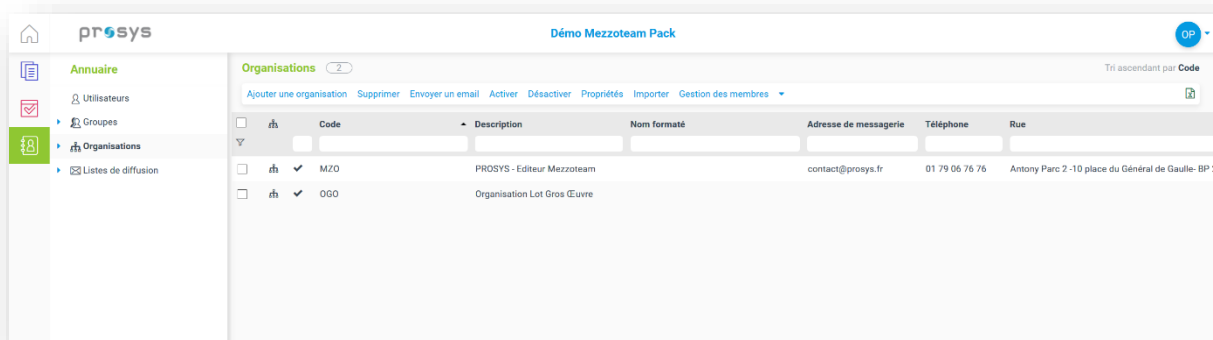 prosys
Démo Mezzoteam Pack
OP
Annuaire
Utilisateurs
Groupes
Organisations
Listes de diffusion
Organisations 2
Tri ascendant par Code
Ajouter une organisation Supprimer Envoyer un email Activer Désactiver Propriétés Importer Gestion des membres
Code Description Nom formaté Adresse de messagerie Téléphone Rue
MZO PROSYS - Editeur Mezzoteam contact@prosys.fr 01 79 06 76 76 Antony Parc 2 -10 place du Général de Gaulle- BP
OGO Organisation Lot Gros Œuvre